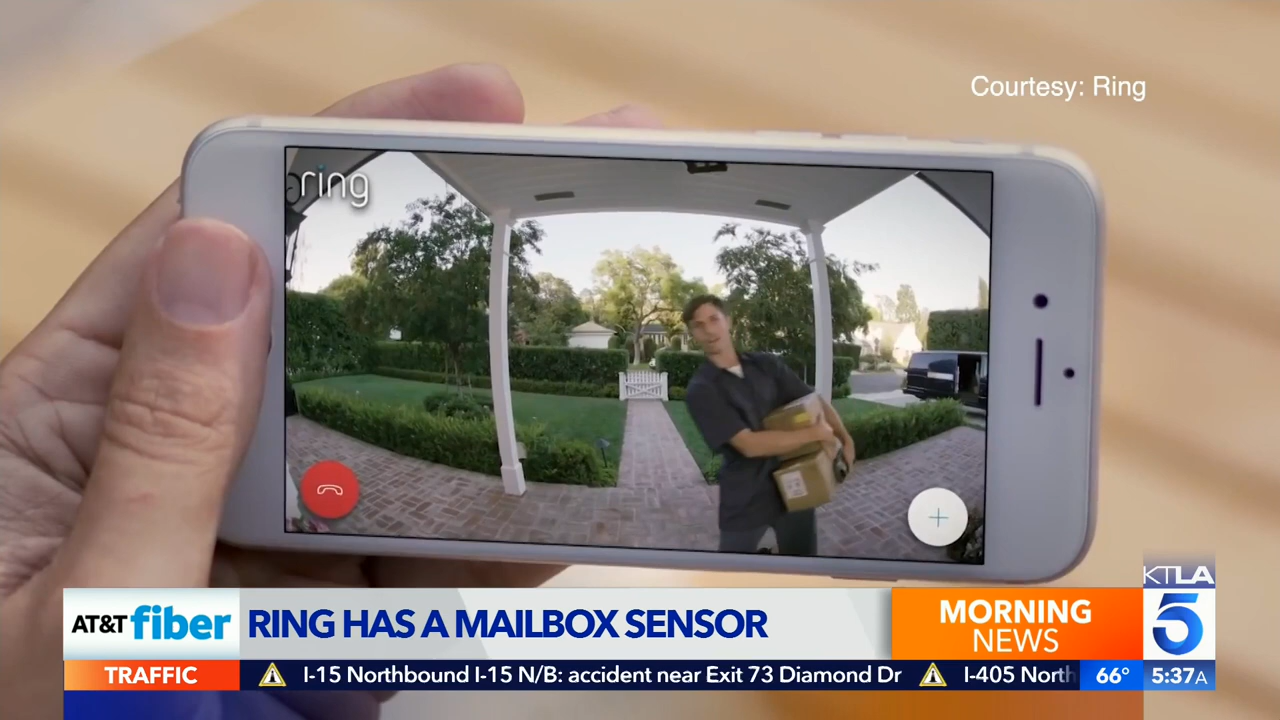 Courtesy: Ring
ring
AT&T fiber
RING HAS A MAILBOX SENSOR
MORNING
NEWS
KTLA
5
TRAFFIC
I-15 Northbound I-15 N/B: accident near Exit 73 Diamond Dr
I-405 North
66°
5:37A